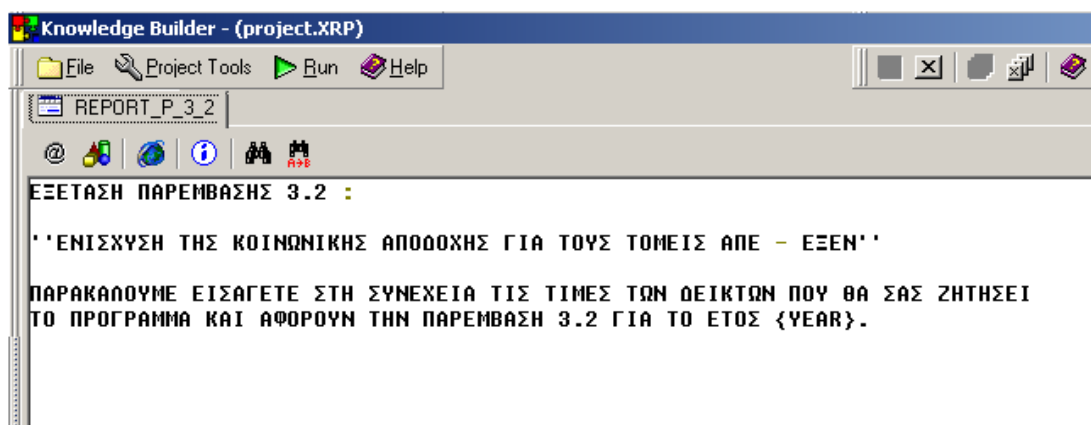 Knowledge Builder - (project.XRP)
File Project Tools Run Help
REPORT_P_3_2
@ A→B
ΕΞΕΤΑΣΗ ΠΑΡΕΜΒΑΣΗΣ 3.2 :
''ΕΝΙΣΧΥΣΗ ΤΗΣ ΚΟΙΝΩΝΙΚΗΣ ΑΠΟΔΟΧΗΣ ΓΙΑ ΤΟΥΣ ΤΟΜΕΙΣ ΑΠΕ - ΕΞΕΝ''
ΠΑΡΑΚΑΛΟΥΜΕ ΕΙΣΑΓΕΤΕ ΣΤΗ ΣΥΝΕΧΕΙΑ ΤΙΣ ΤΙΜΕΣ ΤΩΝ ΔΕΙΚΤΩΝ ΠΟΥ ΘΑ ΣΑΣ ΖΗΤΗΣΕΙ
ΤΟ ΠΡΟΓΡΑΜΜΑ ΚΑΙ ΑΦΟΡΟΥΝ ΤΗΝ ΠΑΡΕΜΒΑΣΗ 3.2 ΓΙΑ ΤΟ ΕΤΟΣ {YEAR}.